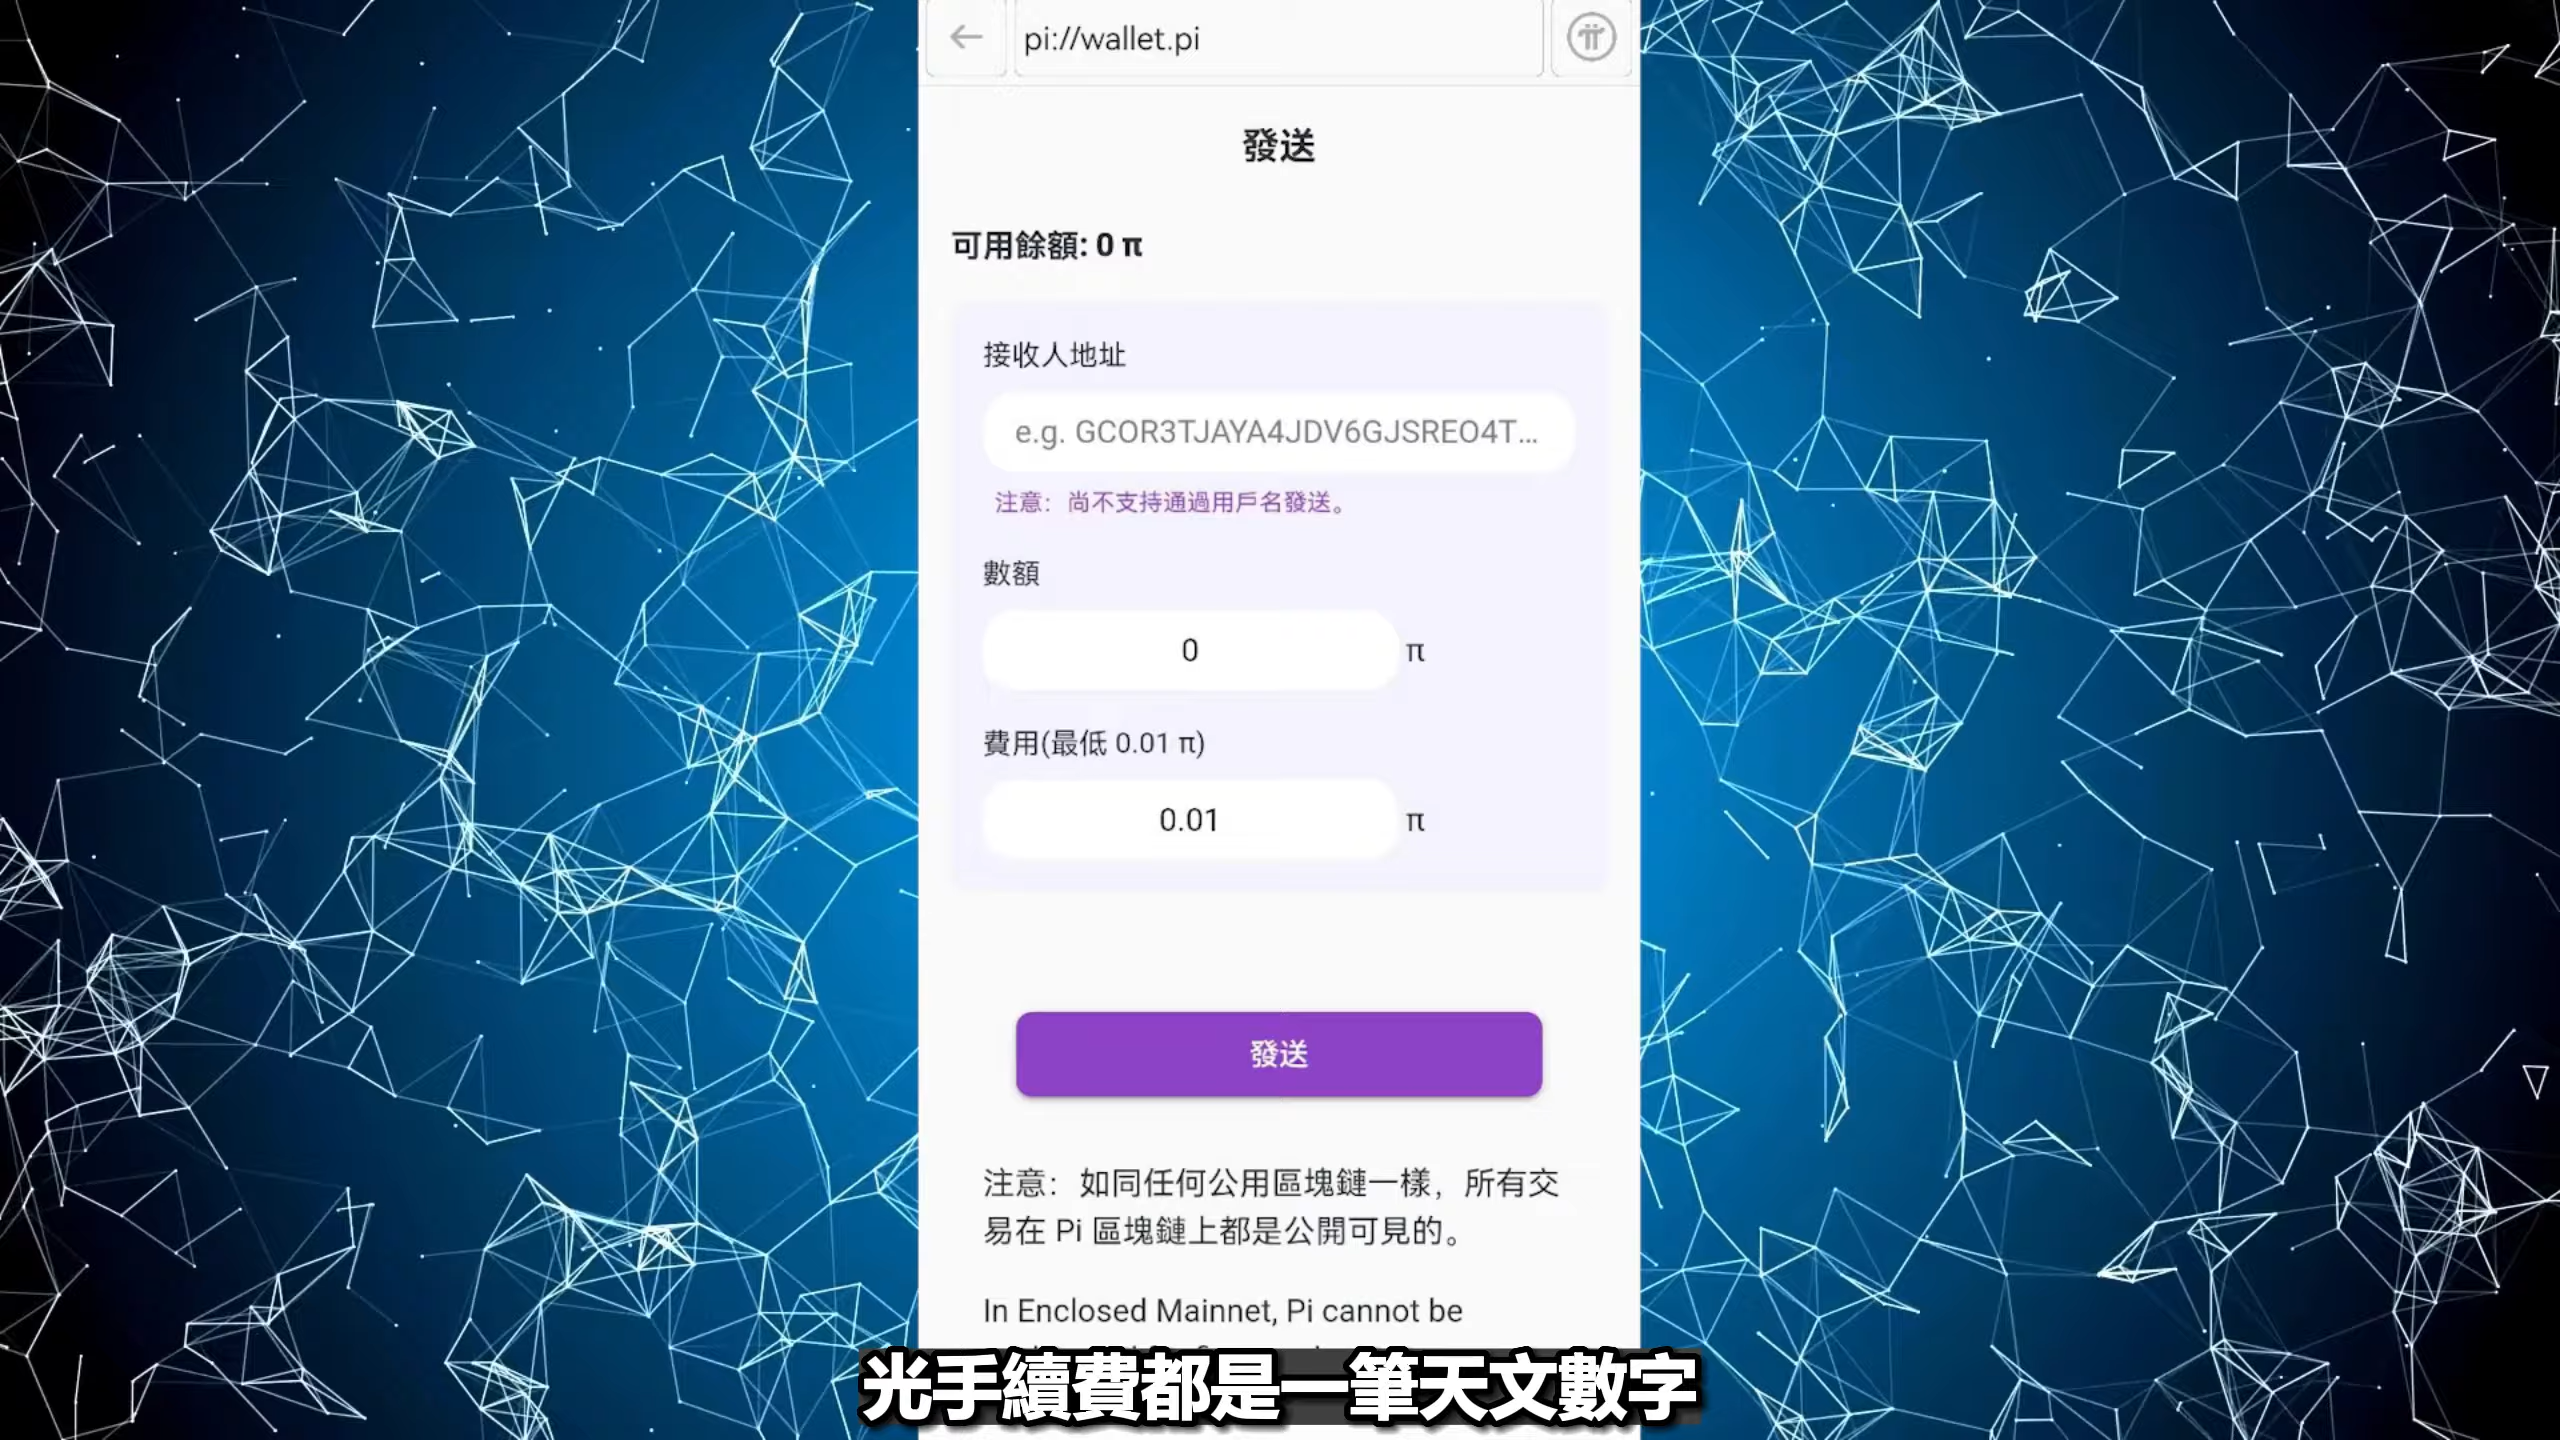 pi://wallet.pi
發送
可用餘額: 0 π
接收人地址
e.g. GCOR3TJAYA4JDV6GJSREO4T...
注意：尚不支持通過用戶名發送。
數額
0 π
費用(最低 0.01 π)
0.01 π
發送
注意：如同任何公用區塊鏈一樣，所有交
易在 Pi 區塊鏈上都是公開可見的。
In Enclosed Mainnet, Pi cannot be
光手續費都是一筆天文數字